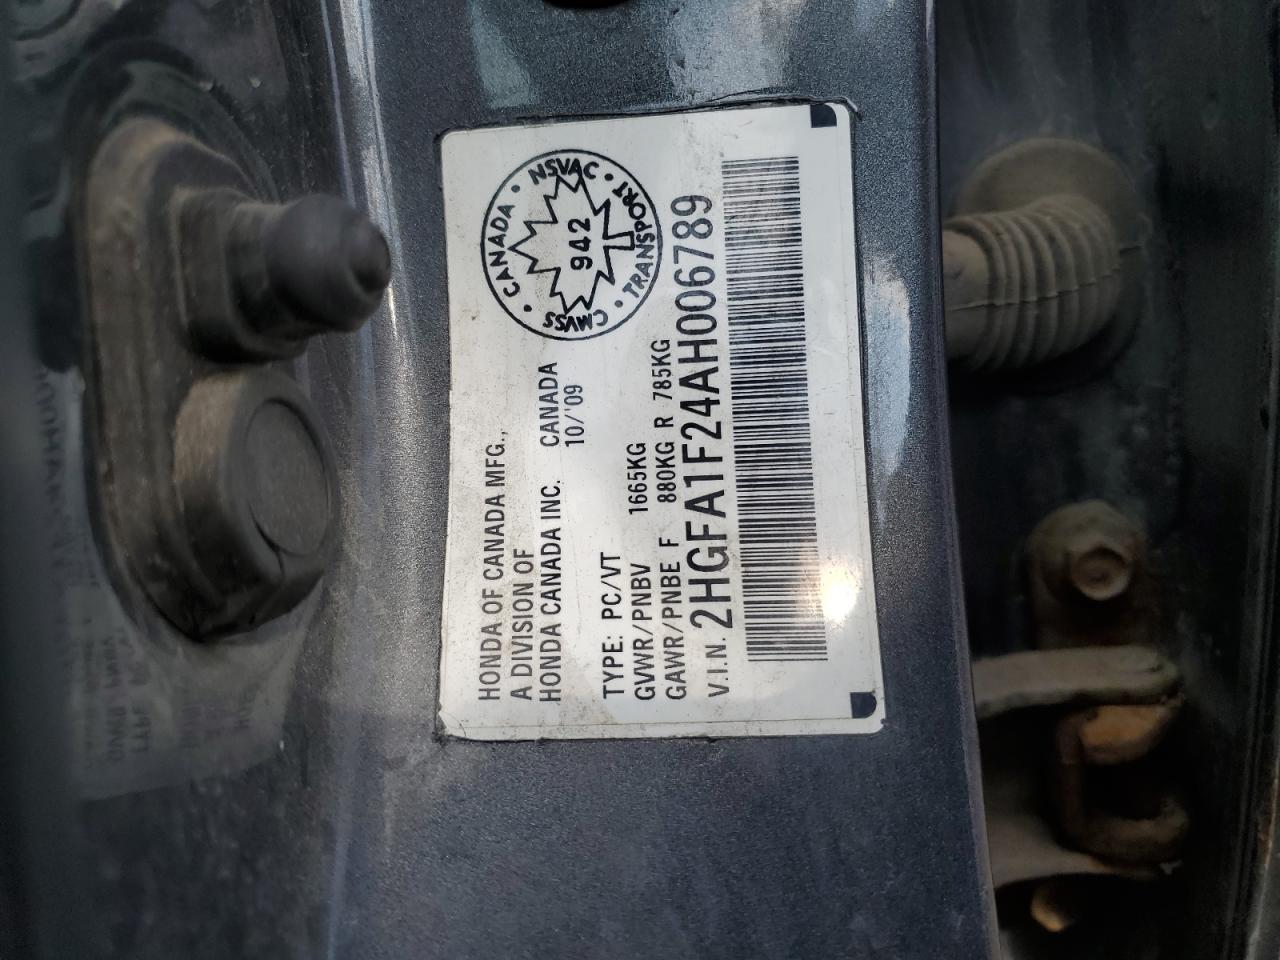 HONDA OF CANADA MFG.,
A DIVISION OF
HONDA CANADA INC. CANADA
10/'09
TYPE: PC/VT
GVWR/PNBV 1665KG
GAWR/PNBE F 880KG R 785KG
V.I.N. 2HGFA1F24AH006789
CANADA · NSVAC · TRANSPORT · CMVSS ·
942